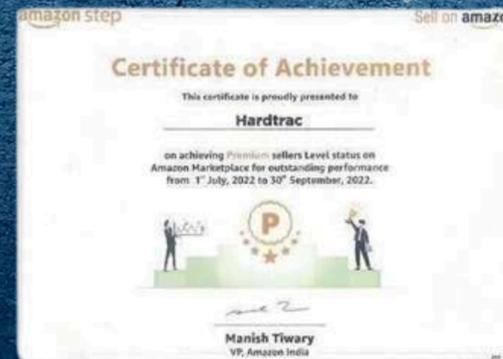 amazon step
Sell on amazo
Certificate of Achievement
This certificate is proudly presented to
Hardtrac
on achieving Premium sellers Level status on
Amazon Marketplace for outstanding performance
from 1st July, 2022 to 30th September, 2022.
P
Manish Tiwary
VP, Amazon India